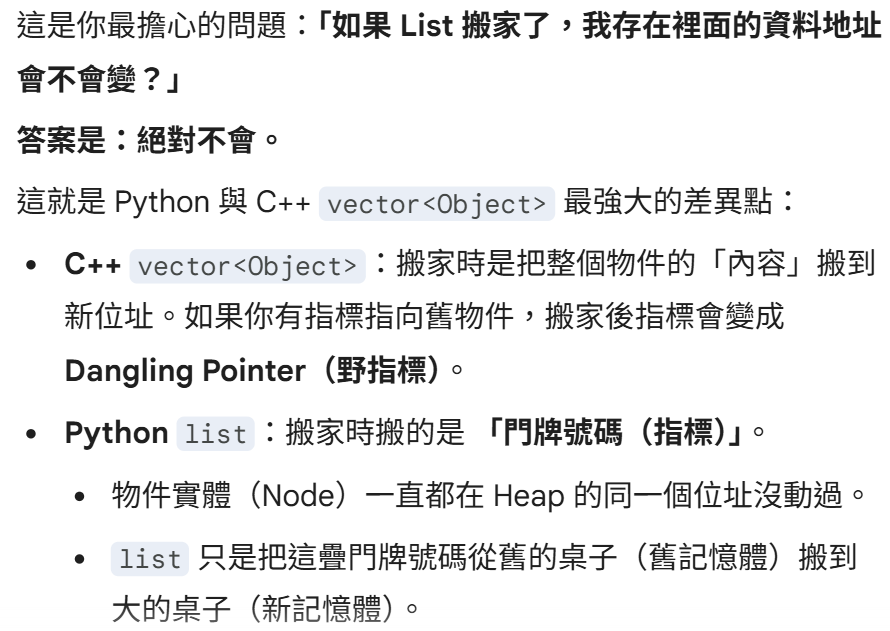 這是你最擔心的問題：「如果 List 搬家了，我存在裡面的資料地址
會不會變？」
答案是：絕對不會。
這就是 Python 與 C++ vector<Object> 最強大的差異點：
• C++ vector<Object>：搬家時是把整個物件的「內容」搬到
新位址。如果你有指標指向舊物件，搬家後指標會變成
Dangling Pointer（野指標）。
• Python list：搬家時搬的是 「門牌號碼（指標）」。
• 物件實體（Node）一直都在 Heap 的同一個位址沒動過。
• list 只是把這疊門牌號碼從舊的桌子（舊記憶體）搬到
大的桌子（新記憶體）。